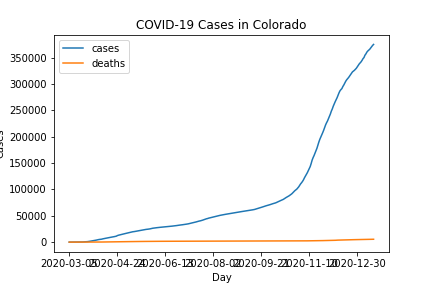 COVID-19 Cases in Colorado
cases
deaths
350000
300000
250000
200000
150000
100000
50000
0
cases
2020-03-05 2020-04-24 2020-06-13 2020-08-02 2020-09-21 2020-11-10 2020-12-30
Day